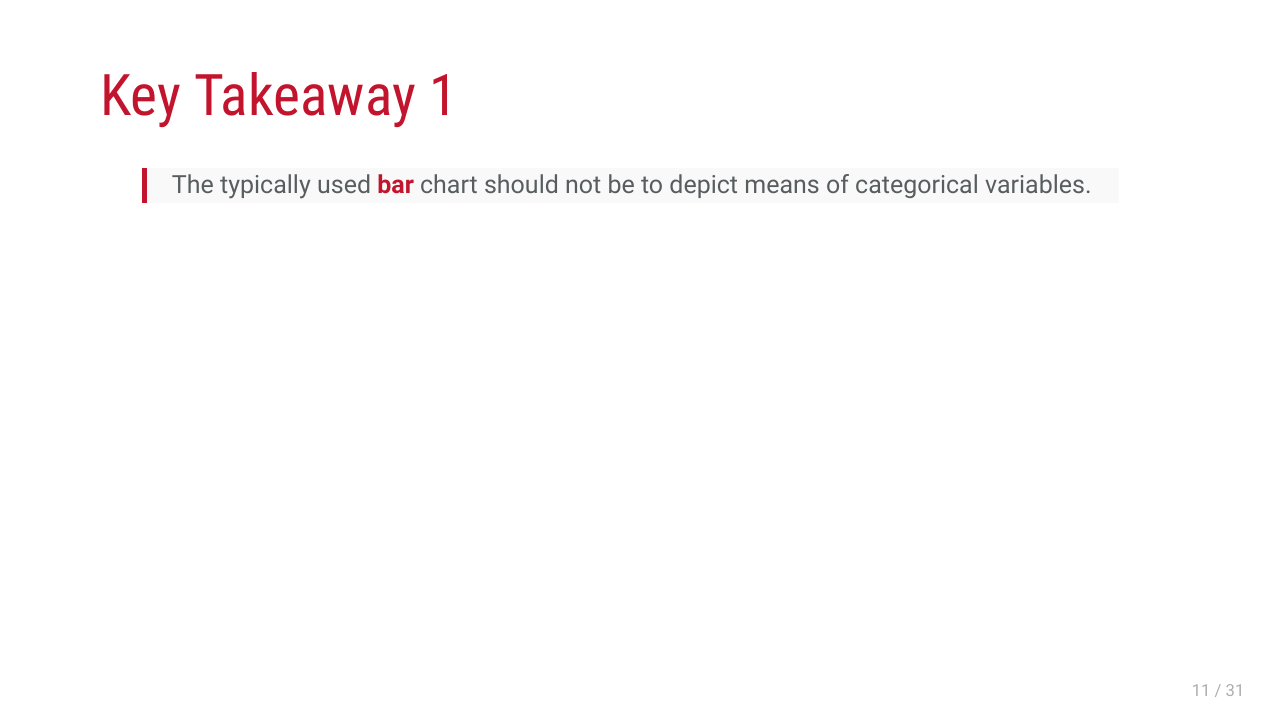 Key Takeaway 1
The typically used bar chart should not be to depict means of categorical variables.
11 / 31